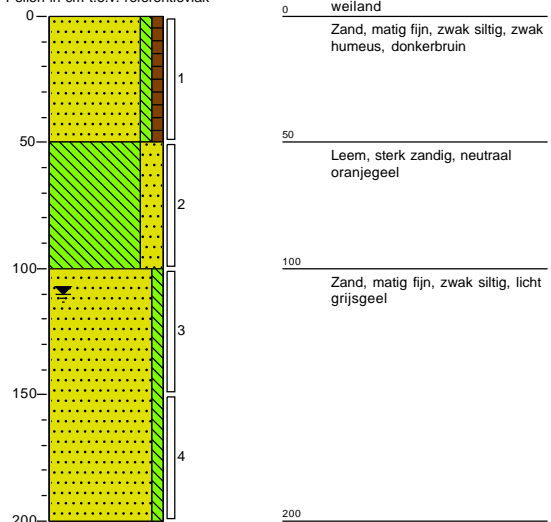 Peilen in cm t.o.v. referentievlak
0
50
100
150
200
1
2
3
4
0
weiland
Zand, matig fijn, zwak siltig, zwak
humeus, donkerbruin
50
Leem, sterk zandig, neutraal
oranjegeel
100
Zand, matig fijn, zwak siltig, licht
grijsgeel
200